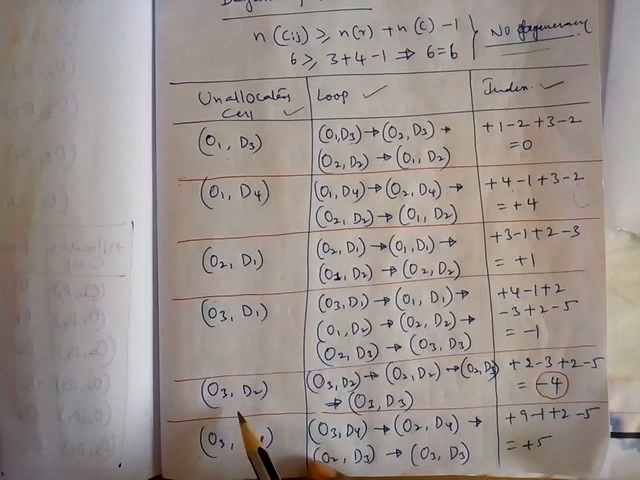 n(Cij) ≥ n(r) + n(c) - 1
6 ≥ 3+4-1 ⇒ 6=6
} No degeneracy
Unallocated Cell ✓
Loop ✓
Index ✓
(O1, D3)
(O1,D3) → (O2, D3) →
(O2, D2) → (O1, D2)
+1-2+3-2
= 0
(O1, D4)
(O1, D4) → (O2, D4) →
(O2, D2) → (O1, D2)
+4-1+3-2
= +4
(O2, D1)
(O2, D1) → (O1, D1) →
(O1, D2) → (O2, D2)
+3-1+2-3
= +1
(O3, D1)
(O3, D1) → (O1, D1) →
(O1, D2) → (O2, D2) →
(O2, D3) → (O3, D3)
+4-1+2
-3+2-5
= -1
(O3, D2)
(O3, D2) → (O2, D2) → (O2, D3)
→ (O3, D3)
+2-3+2-5
= -4
(O3,
(O3, D4) → (O2, D4) →
(O2, D3) → (O3, D3)
+9-1+2-5
= +5